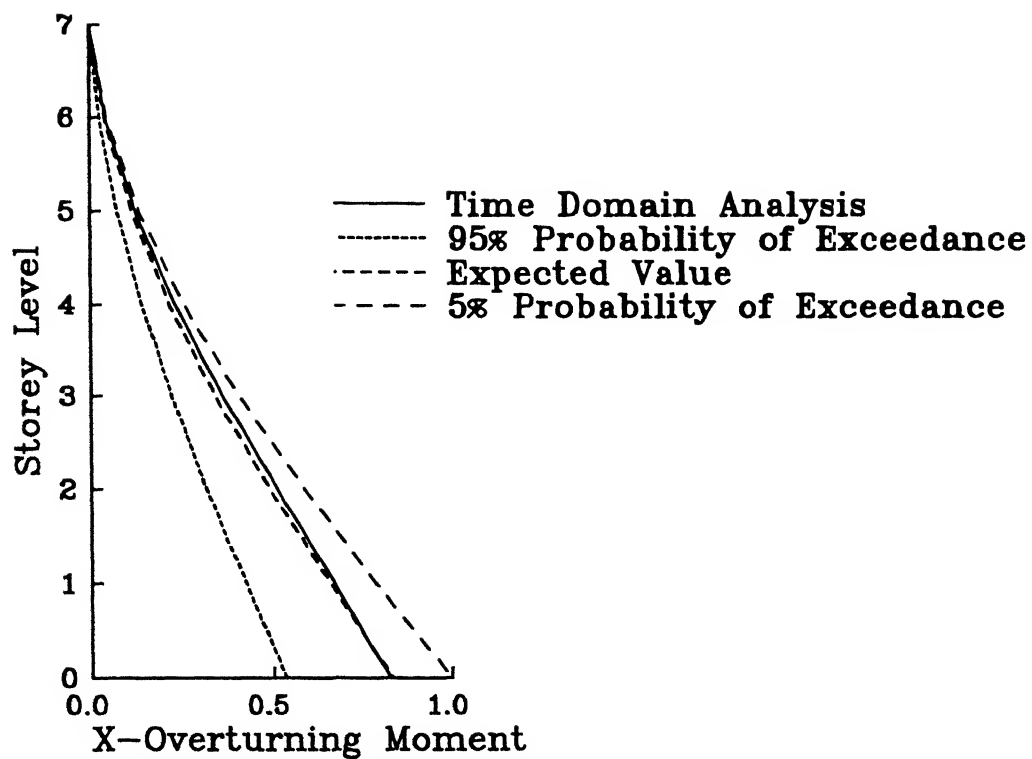 7
6
5
4
3
2
1
0
Storey Level
Time Domain Analysis
95% Probability of Exceedance
Expected Value
5% Probability of Exceedance
0.0
0.5
1.0
X-Overturning Moment